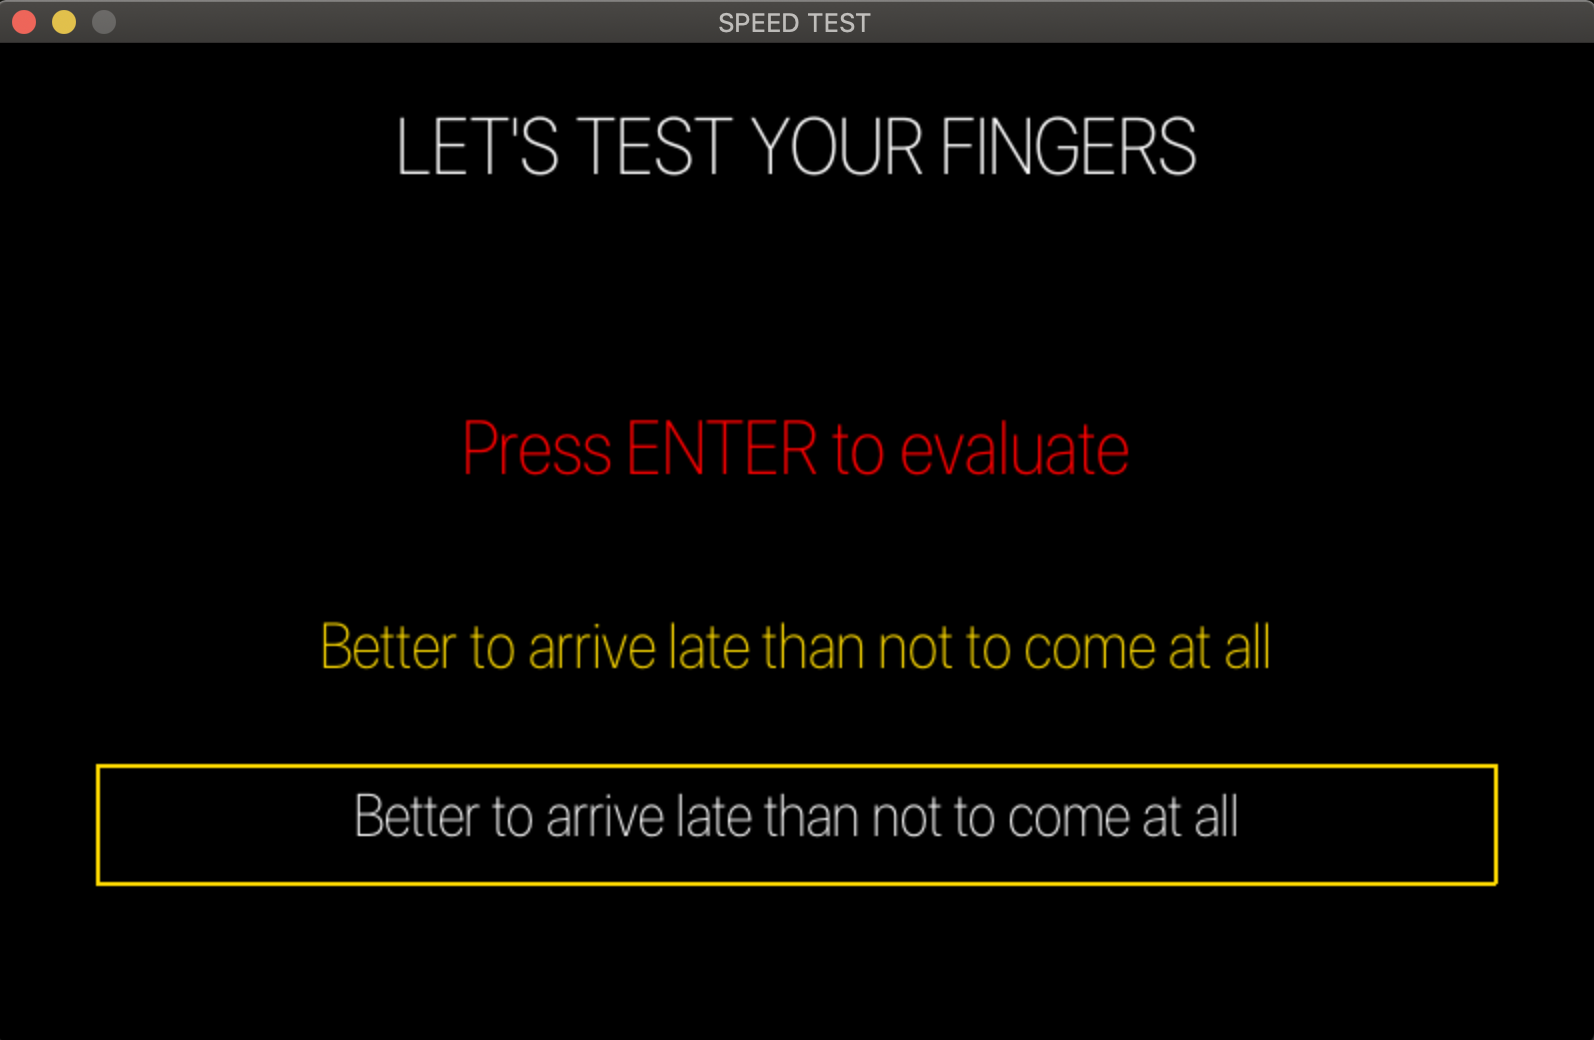 SPEED TEST
LET'S TEST YOUR FINGERS
Press ENTER to evaluate
Better to arrive late than not to come at all
Better to arrive late than not to come at all